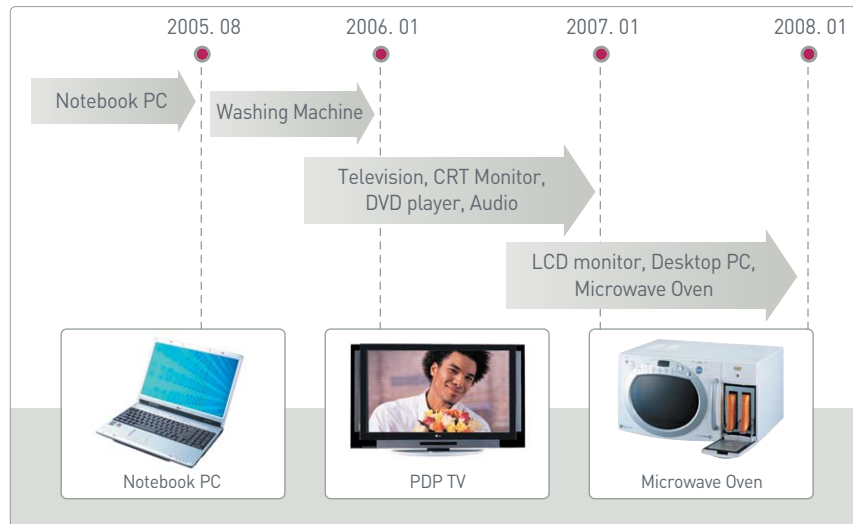 2005. 08
2006. 01
2007. 01
2008. 01
Notebook PC
Washing Machine
Television, CRT Monitor,
DVD player, Audio
LCD monitor, Desktop PC,
Microwave Oven
Notebook PC
PDP TV
Microwave Oven